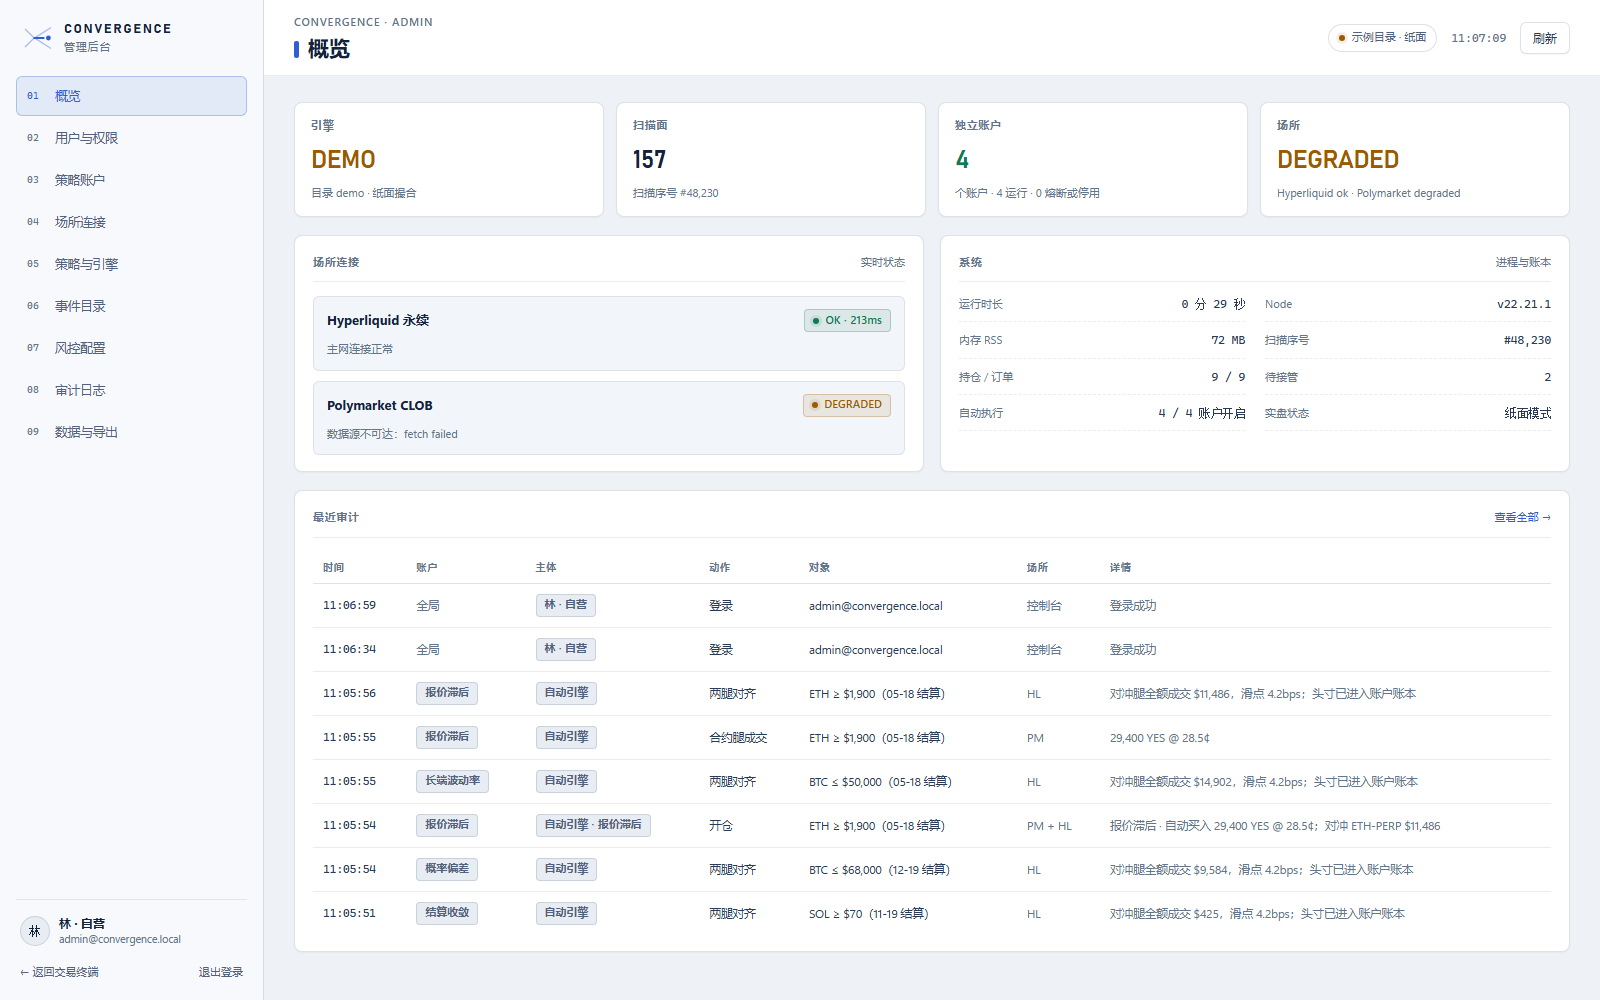 CONVERGENCE
管理后台
01 概览
02 用户与权限
03 策略账户
04 场所连接
05 策略与引擎
06 事件目录
07 风控配置
08 审计日志
09 数据与导出
林
林 · 自营
admin@convergence.local
← 返回交易终端 退出登录
CONVERGENCE · ADMIN
概览
示例目录 · 纸面 11:07:09 刷新
引擎
DEMO
目录 demo · 纸面撮合
扫描面
157
扫描序号 #48,230
独立账户
4
个账户 · 4 运行 · 0 熔断或停用
场所
DEGRADED
Hyperliquid ok · Polymarket degraded
场所连接 实时状态
Hyperliquid 永续 OK · 213ms
主网连接正常
Polymarket CLOB DEGRADED
数据源不可达：fetch failed
系统 进程与账本
运行时长 0 分 29 秒 Node v22.21.1
内存 RSS 72 MB 扫描序号 #48,230
持仓 / 订单 9 / 9 待接管 2
自动执行 4 / 4 账户开启 实盘状态 纸面模式
最近审计 查看全部 →
时间 账户 主体 动作 对象 场所 详情
11:06:59 全局 林 · 自营 登录 admin@convergence.local 控制台 登录成功
11:06:34 全局 林 · 自营 登录 admin@convergence.local 控制台 登录成功
11:05:56 报价滞后 自动引擎 两腿对齐 ETH ≥ $1,900（05-18 结算） HL 对冲腿全额成交 $11,486，滑点 4.2bps；头寸已进入账户账本
11:05:55 报价滞后 自动引擎 合约腿成交 ETH ≥ $1,900（05-18 结算） PM 29,400 YES @ 28.5¢
11:05:55 长端波动率 自动引擎 两腿对齐 BTC ≤ $50,000（05-18 结算） HL 对冲腿全额成交 $14,902，滑点 4.2bps；头寸已进入账户账本
11:05:54 报价滞后 自动引擎 · 报价滞后 开仓 ETH ≥ $1,900（05-18 结算） PM + HL 报价滞后 · 自动买入 29,400 YES @ 28.5¢；对冲 ETH-PERP $11,486
11:05:54 概率偏差 自动引擎 两腿对齐 BTC ≤ $68,000（12-19 结算） HL 对冲腿全额成交 $9,584，滑点 4.2bps；头寸已进入账户账本
11:05:51 结算收敛 自动引擎 两腿对齐 SOL ≥ $70（11-19 结算） HL 对冲腿全额成交 $425，滑点 4.2bps；头寸已进入账户账本